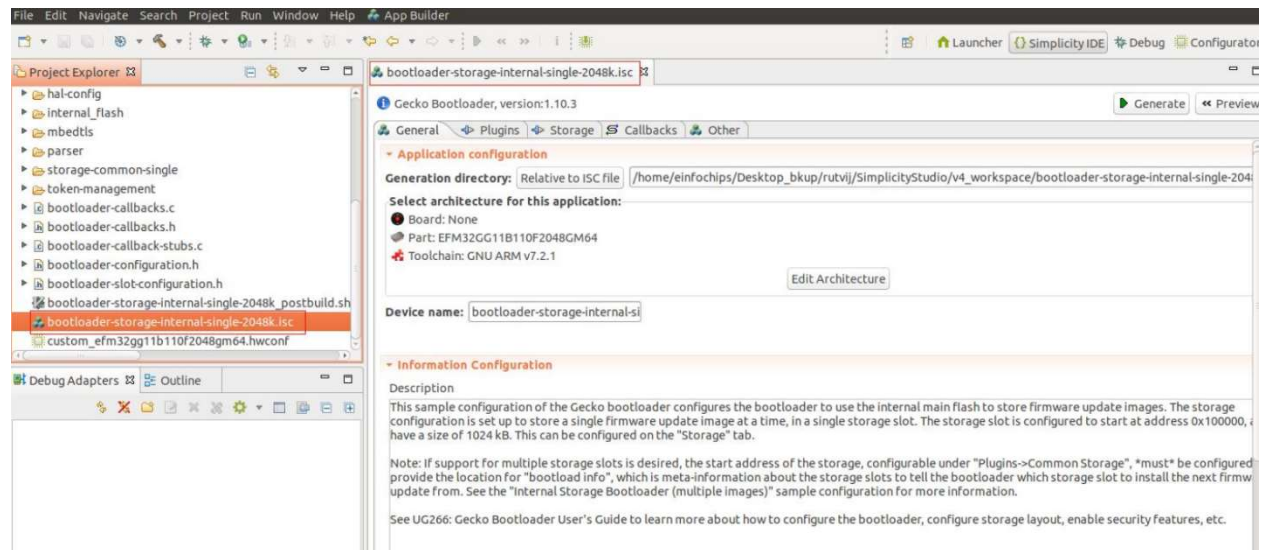 File Edit Navigate Search Project Run Window Help App Builder
Launcher {} Simplicity IDE Debug Configurator
Project Explorer
bootloader-storage-internal-single-2048k.isc
hal-config
internal_flash
mbedtls
parser
storage-common-single
token-management
bootloader-callbacks.c
bootloader-callbacks.h
bootloader-callback-stubs.c
bootloader-configuration.h
bootloader-slot-configuration.h
bootloader-storage-internal-single-2048k_postbuild.sh
bootloader-storage-internal-single-2048k.isc
custom_efm32gg11b110f2048gm64.hwconf
Debug Adapters Outline
Gecko Bootloader, version:1.10.3
Generate Preview
General Plugins Storage Callbacks Other
Application configuration
Generation directory: Relative to ISC file /home/einfochips/Desktop_bkup/rutvij/SimplicityStudio/v4_workspace/bootloader-storage-internal-single-204
Select architecture for this application:
Board: None
Part: EFM32GG11B110F2048GM64
Toolchain: GNU ARM v7.2.1
Edit Architecture
Device name: bootloader-storage-internal-si
Information Configuration
Description
This sample configuration of the Gecko bootloader configures the bootloader to use the internal main flash to store firmware update images. The storage
configuration is set up to store a single firmware update image at a time, in a single storage slot. The storage slot is configured to start at address 0x100000,
have a size of 1024 kB. This can be configured on the "Storage" tab.
Note: If support for multiple storage slots is desired, the start address of the storage, configurable under "Plugins->Common Storage", *must* be configured
provide the location for "bootload info", which is meta-information about the storage slots to tell the bootloader which storage slot to install the next firmw
update from. See the "Internal Storage Bootloader (multiple images)" sample configuration for more information.
See UG266: Gecko Bootloader User's Guide to learn more about how to configure the bootloader, configure storage layout, enable security features, etc.